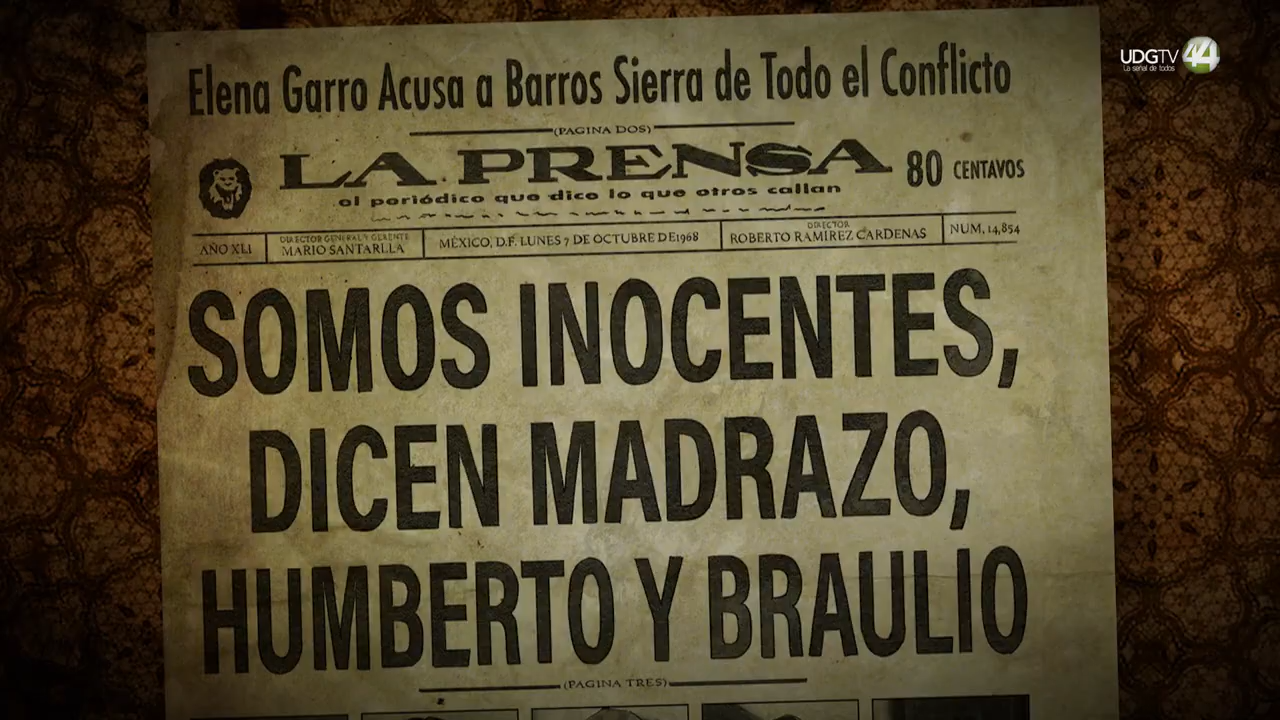 UDGTV 44
La señal de todos
Elena Garro Acusa a Barros Sierra de Todo el Conflicto
(PAGINA DOS)
LA PRENSA
80 CENTAVOS
el periódico que dice lo que otros callan
AÑO XLI
DIRECTOR GENERAL Y GERENTE
MARIO SANTAELLA
MÉXICO, D.F. LUNES 7 DE OCTUBRE DE 1968
DIRECTOR
ROBERTO RAMIREZ CARDENAS
NUM, 14,854
SOMOS INOCENTES,
DICEN MADRAZO,
HUMBERTO Y BRAULIO
(PAGINA TRES)